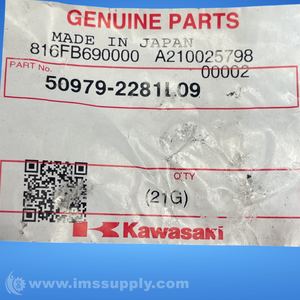 GENUINE PARTS
MADE IN JAPAN
816FB690000 A210025798
00002
PART No.
50979-2281L09
Q'TY
(21G)
Kawasaki
© www.imssupply.com